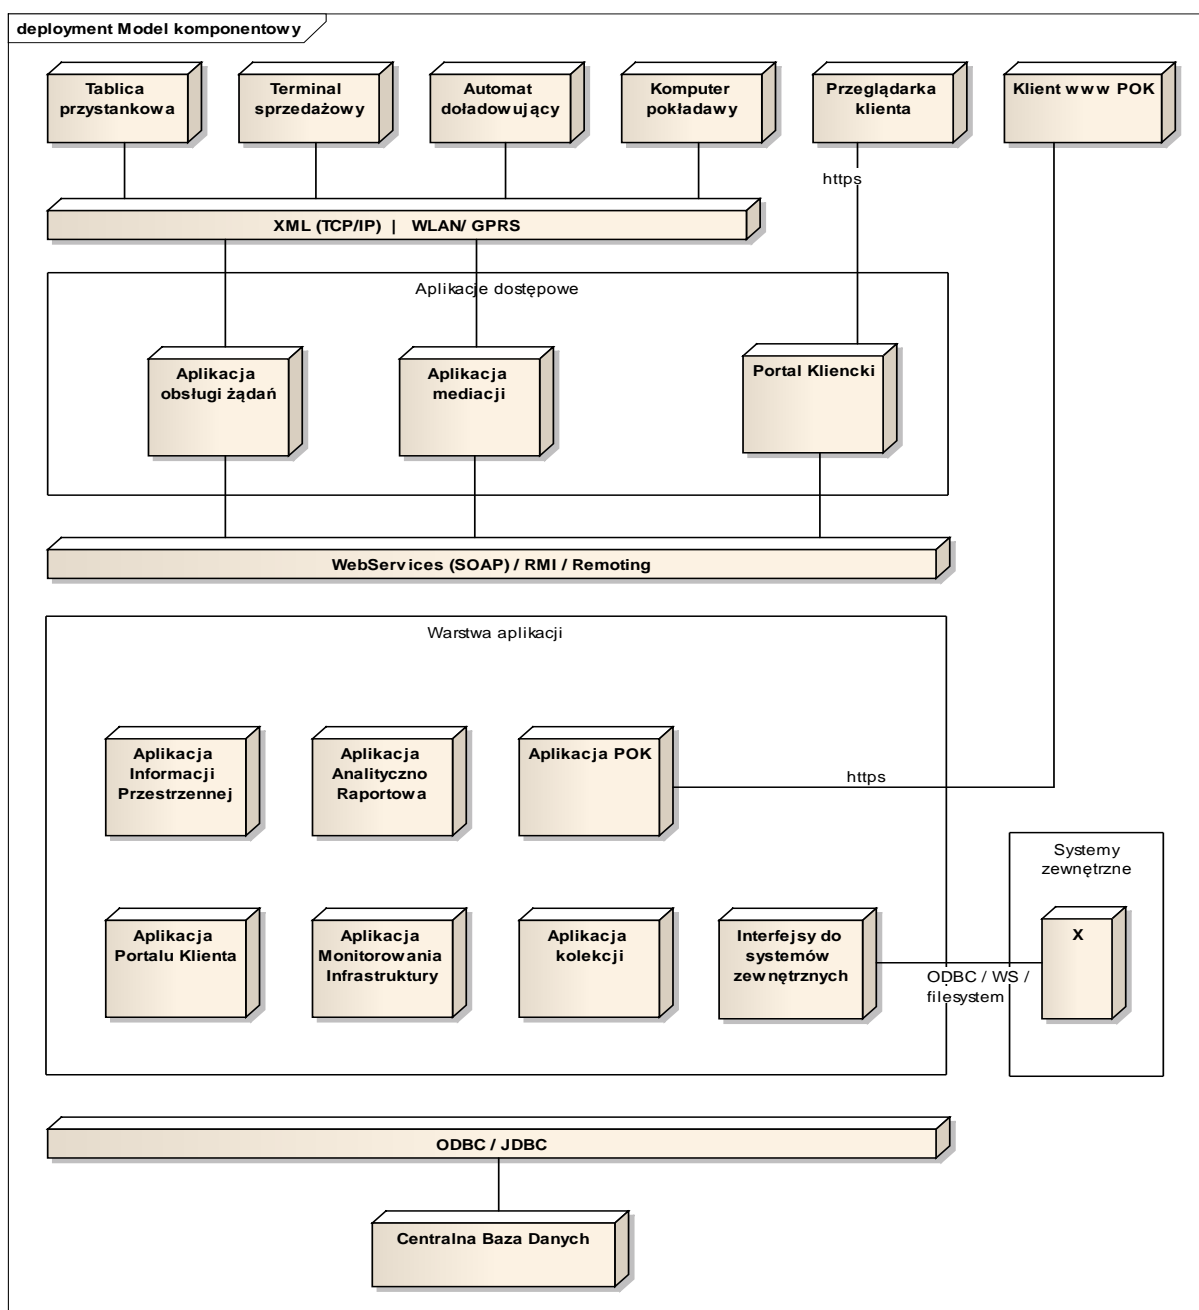 deployment Model komponentowy
Tablica
przystankowa
Terminal
sprzedażowy
Automat
doładowujący
Komputer
pokładawy
Przeglądarka
klienta
Klient www POK
https
XML (TCP/IP) | WLAN/ GPRS
Aplikacje dostępowe
Aplikacja
obsługi żądań
Aplikacja
mediacji
Portal Kliencki
WebServices (SOAP) / RMI / Remoting
Warstwa aplikacji
Aplikacja
Informacji
Przestrzennej
Aplikacja
Analityczno
Raportowa
Aplikacja POK
https
Systemy
zewnętrzne
Aplikacja
Portalu Klienta
Aplikacja
Monitorowania
Infrastruktury
Aplikacja
kolekcji
Interfejsy do
systemów
zewnętrznych
X
ODBC / WS /
filesystem
ODBC / JDBC
Centralna Baza Danych